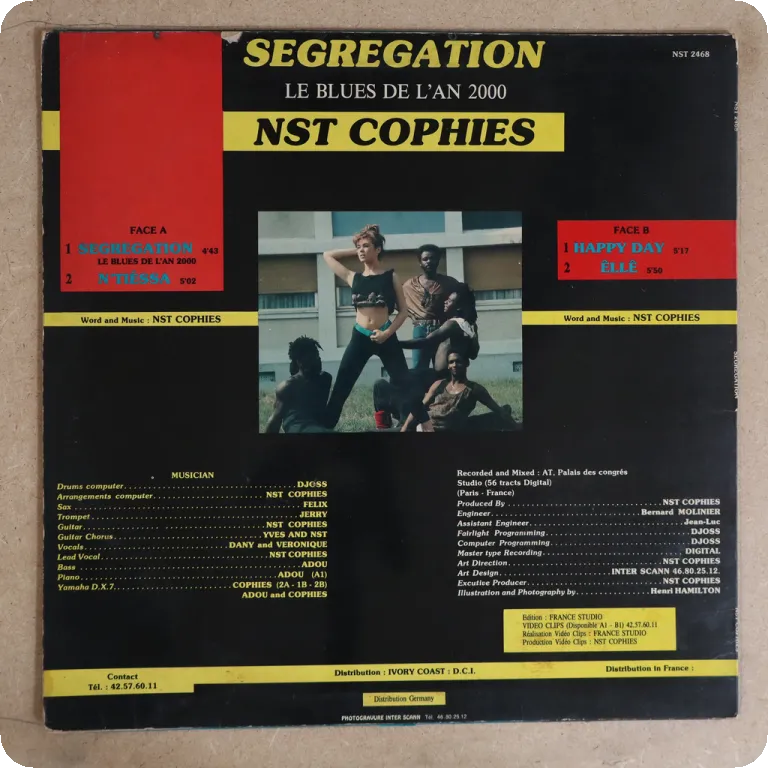 SEGREGATION
NST 2468
LE BLUES DE L'AN 2000
NST COPHIES
FACE A
1 SEGREGATION 4'43
LE BLUES DE L'AN 2000
2 N'TIÈSSA 5'02
FACE B
1 HAPPY DAY 5'17
2 ÈLLÈ 5'50
Word and Music : NST COPHIES
Word and Music : NST COPHIES
SEGREGATION
MUSICIAN
Drums computer DJOSS
Arrangements computer NST COPHIES
Sax FELIX
Trompet JERRY
Guitar NST COPHIES
Guitar Chorus YVES AND NST
Vocals DANY and VERONIQUE
Lead Vocal NST COPHIES
Bass ADOU
Piano ADOU (A1)
Yamaha D.X.7. COPHIES (2A - 1B - 2B)
ADOU and COPHIES
Recorded and Mixed : AT. Palais des congrès
Studio (56 tracts Digital)
(Paris - France)
Produced By NST COPHIES
Engineer Bernard MOLINIER
Assistant Engineer Jean-Luc
Fairlight Programming DJOSS
Computer Programming DJOSS
Master type Recording DIGITAL
Art Direction NST COPHIES
Art Design INTER SCANN 46.80.25.12.
Excutive Producer NST COPHIES
Illustration and Photography by Henri HAMILTON
Edition : FRANCE STUDIO
VIDEO CLIPS (Disponible A1 - B1) 42.57.60.11
Réalisation Vidéo Clips : FRANCE STUDIO
Production Vidéo Clips : NST COPHIES
Contact
Tél. : 42.57.60.11
Distribution : IVORY COAST : D.C.I.
Distribution in France :
Distribution Germany
PHOTOGRAVURE INTER SCANN Tél. 46.80.25.12